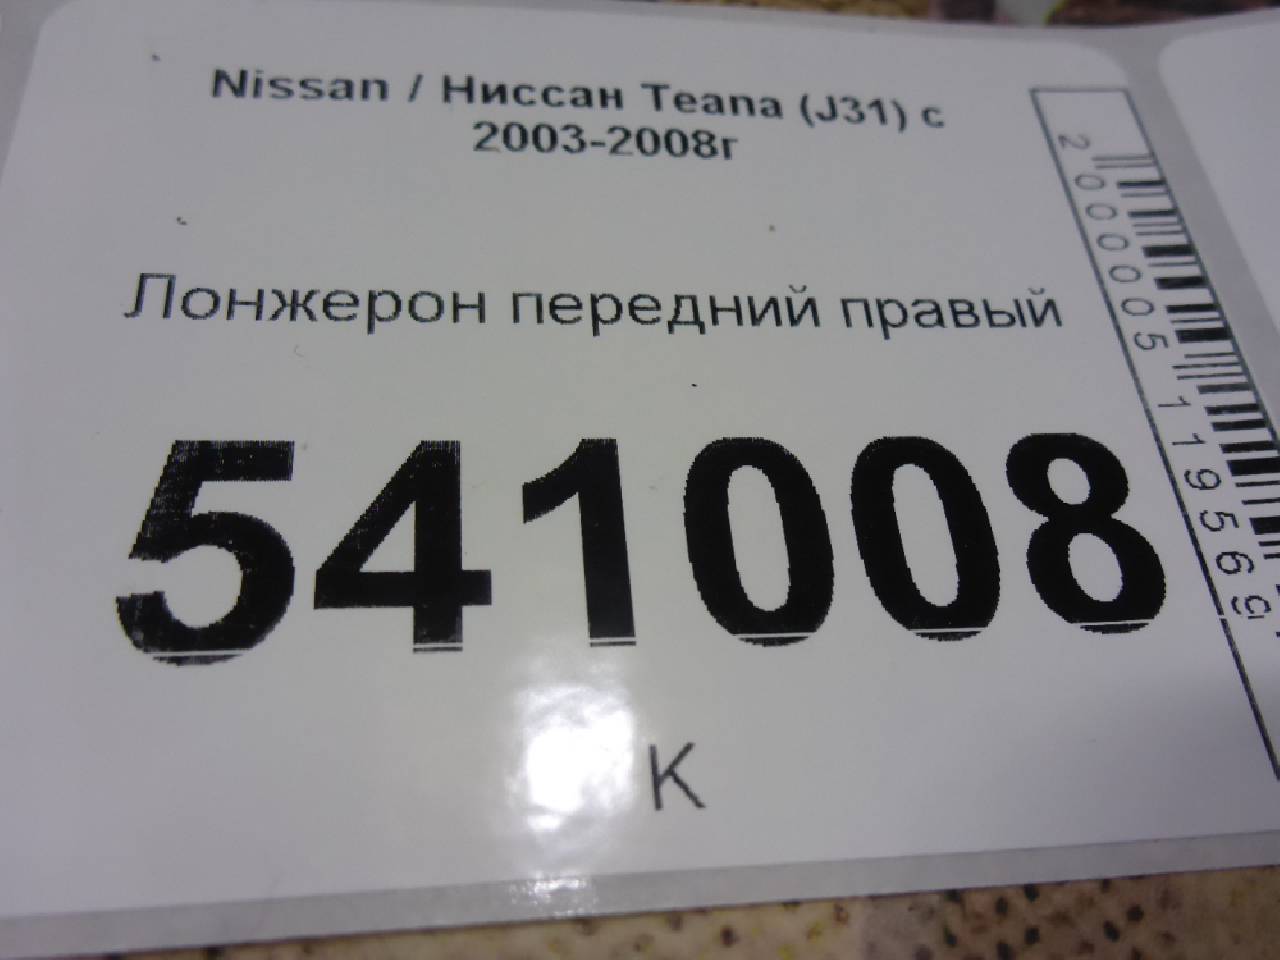 Nissan / Ниссан Teana (J31) с
2003-2008г
Лонжерон передний правый
541008
К
2000005119569